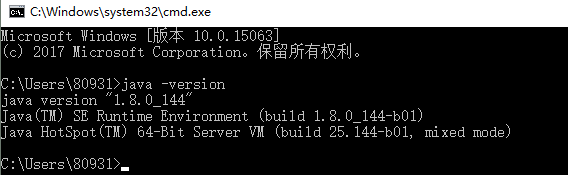 C:\Windows\system32\cmd.exe
Microsoft Windows [版本 10.0.15063]
(c) 2017 Microsoft Corporation。保留所有权利。
C:\Users\80931>java -version
java version "1.8.0_144"
Java(TM) SE Runtime Environment (build 1.8.0_144-b01)
Java HotSpot(TM) 64-Bit Server VM (build 25.144-b01, mixed mode)
C:\Users\80931>